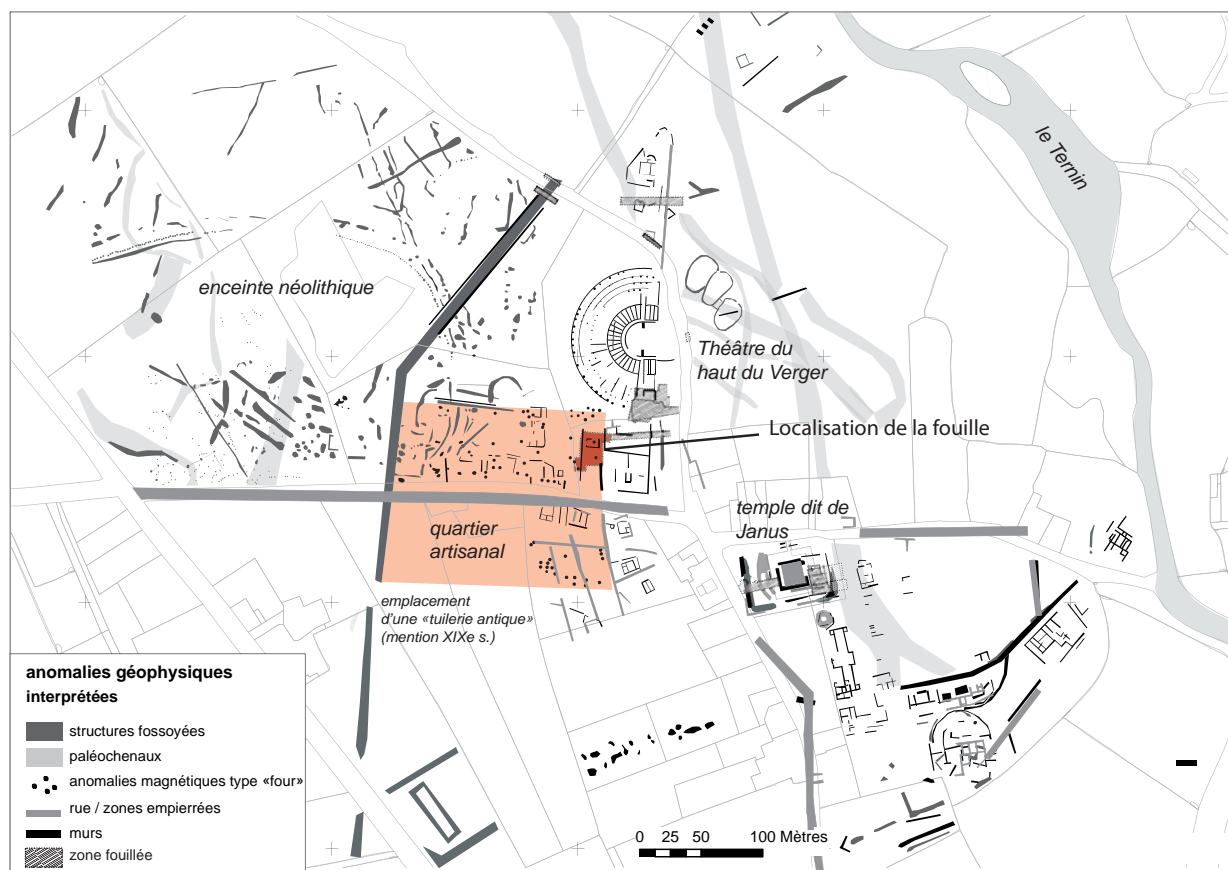 le Ternin
enceinte néolithique
Théâtre du
haut du Verger
Localisation de la fouille
temple dit de
Janus
quartier
artisanal
emplacement
d'une «tuilerie antique»
(mention XIXe s.)
anomalies géophysiques
interprétées
structures fossoyées
paléochenaux
anomalies magnétiques type «four»
rue / zones empierrées
murs
zone fouillée
0 25 50 100 Mètres